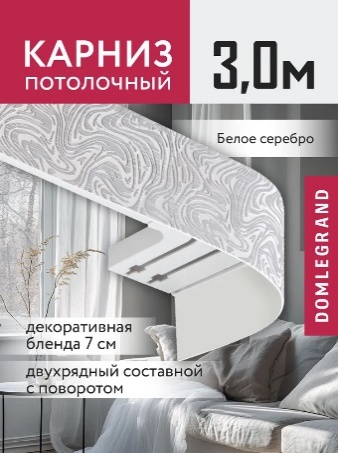 КАРНИЗ
ПОТОЛОЧНЫЙ
3,0м
Белое серебро
DOMLEGRAND
декоративная
бленда 7 см
двухрядный составной
с поворотом